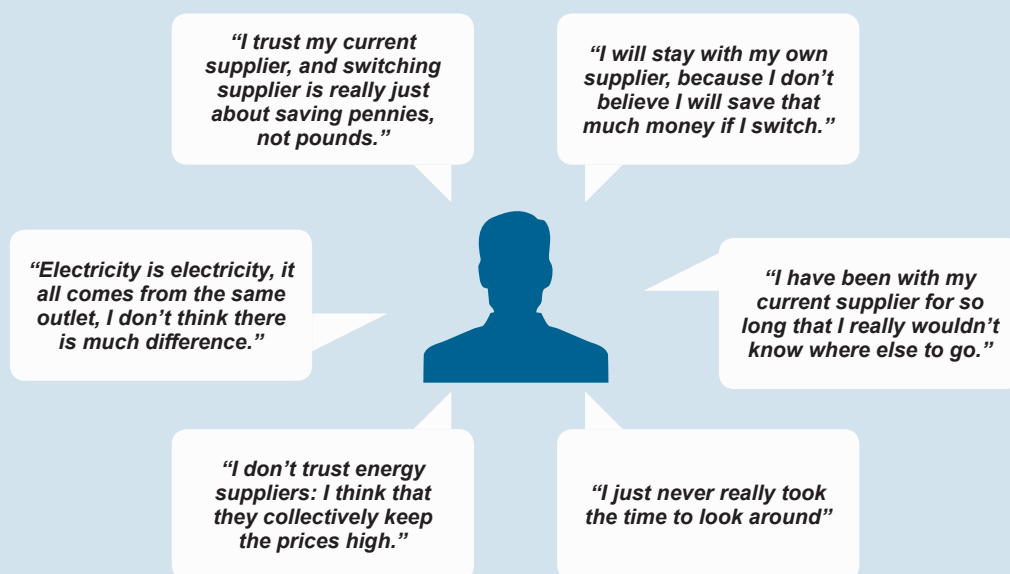 “I trust my current
supplier, and switching
supplier is really just
about saving pennies,
not pounds.”
“I will stay with my own
supplier, because I don’t
believe I will save that
much money if I switch.”
“Electricity is electricity, it
all comes from the same
outlet, I don’t think there
is much difference.”
“I have been with my
current supplier for so
long that I really wouldn’t
know where else to go.”
“I don’t trust energy
suppliers: I think that
they collectively keep
the prices high.”
“I just never really took
the time to look around”